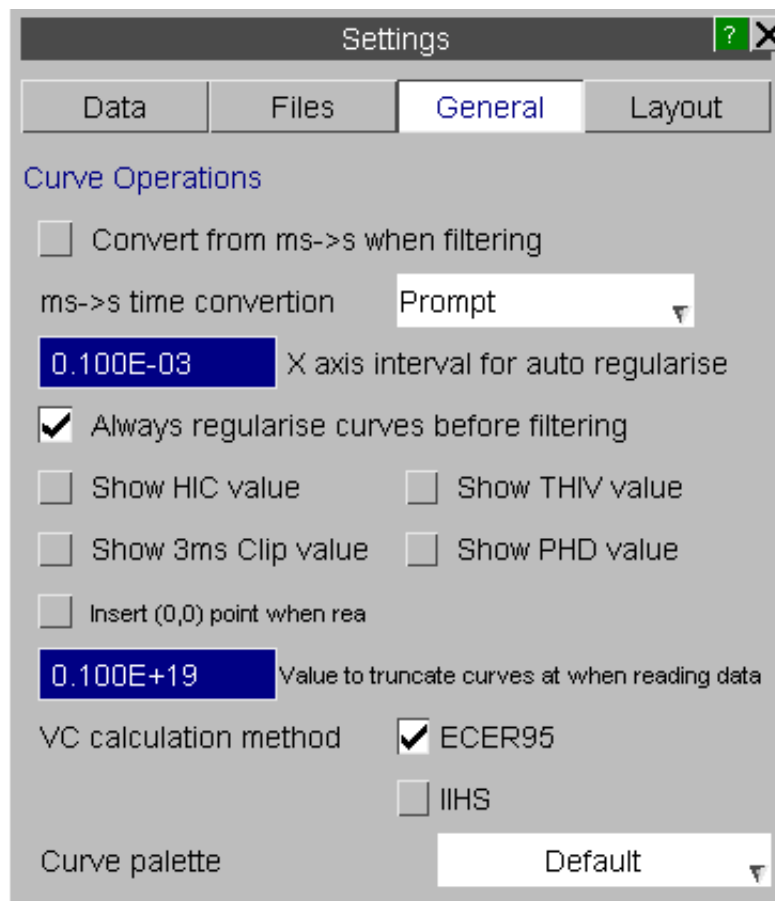 Settings ?
Data Files General Layout
Curve Operations
Convert from ms->s when filtering
ms->s time convertion Prompt
0.100E-03 X axis interval for auto regularise
Always regularise curves before filtering
Show HIC value Show THIV value
Show 3ms Clip value Show PHD value
Insert (0,0) point when rea
0.100E+19 Value to truncate curves at when reading data
VC calculation method ECER95
IIHS
Curve palette Default